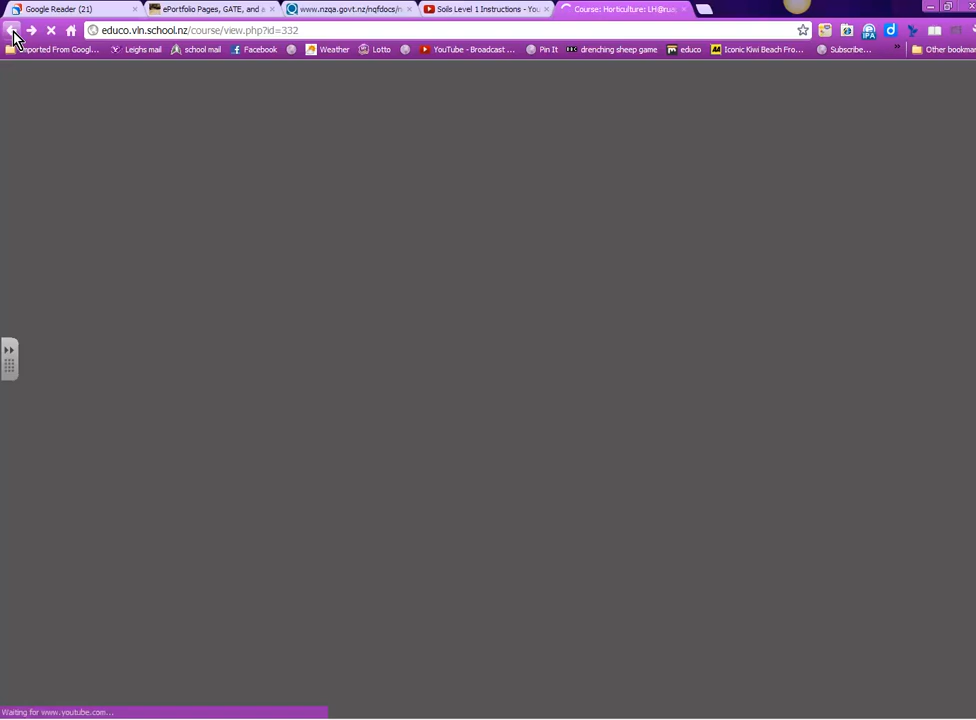 Google Reader (21)
ePortfolio Pages, GATE, and a
www.nzqa.govt.nz/nqfdocs/n
Soils Level 1 Instructions - You
Course: Horticulture: LH@rua
educo.vln.school.nz/course/view.php?id=332
Imported From Goog...
Leighs mail
school mail
Facebook
Weather
Lotto
YouTube - Broadcast ...
Pin It
drenching sheep game
educo
Iconic Kiwi Beach Fro...
Subscribe...
Other bookmar
Waiting for www.youtube.com...